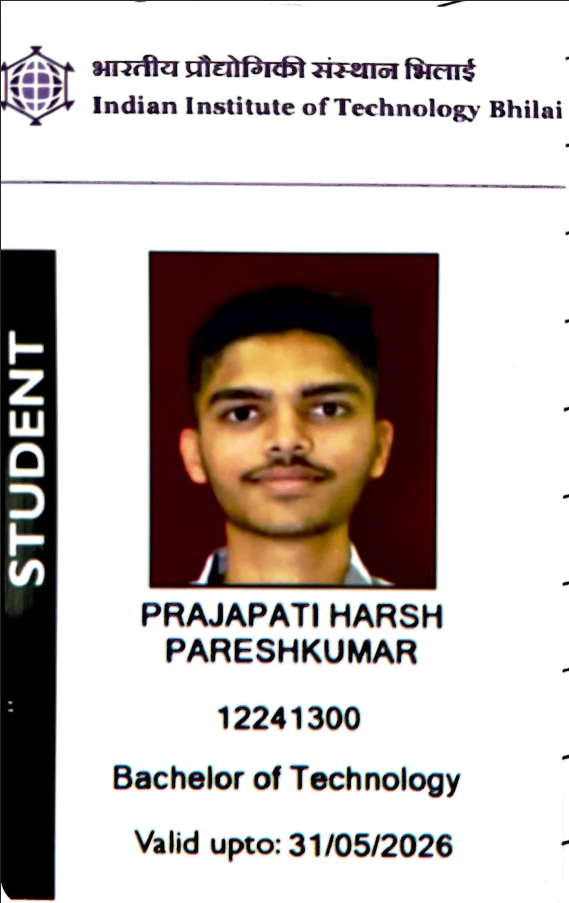 भारतीय प्रौद्योगिकी संस्थान भिलाई
Indian Institute of Technology Bhilai
STUDENT
PRAJAPATI HARSH
PARESHKUMAR
12241300
Bachelor of Technology
Valid upto: 31/05/2026